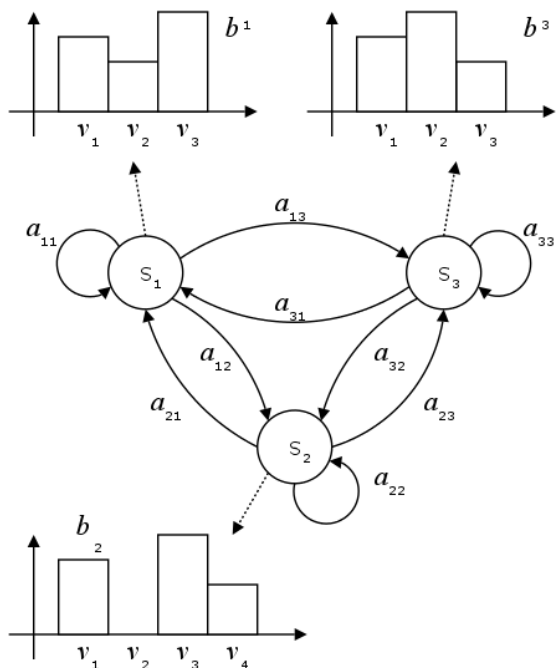 b¹ b³
v₁ v₂ v₃ v₁ v₂ v₃
a₁₃
a₁₁ a₃₃
S₁ S₃
a₃₁
a₁₂ a₃₂
a₂₁ a₂₃
S₂
a₂₂
b₂
v₁ v₂ v₃ v₄